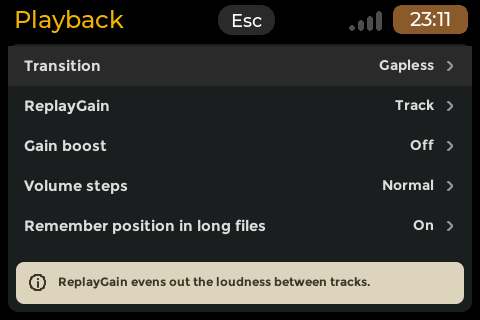 Playback
Esc
23:11
Transition Gapless
ReplayGain Track
Gain boost Off
Volume steps Normal
Remember position in long files On
ReplayGain evens out the loudness between tracks.